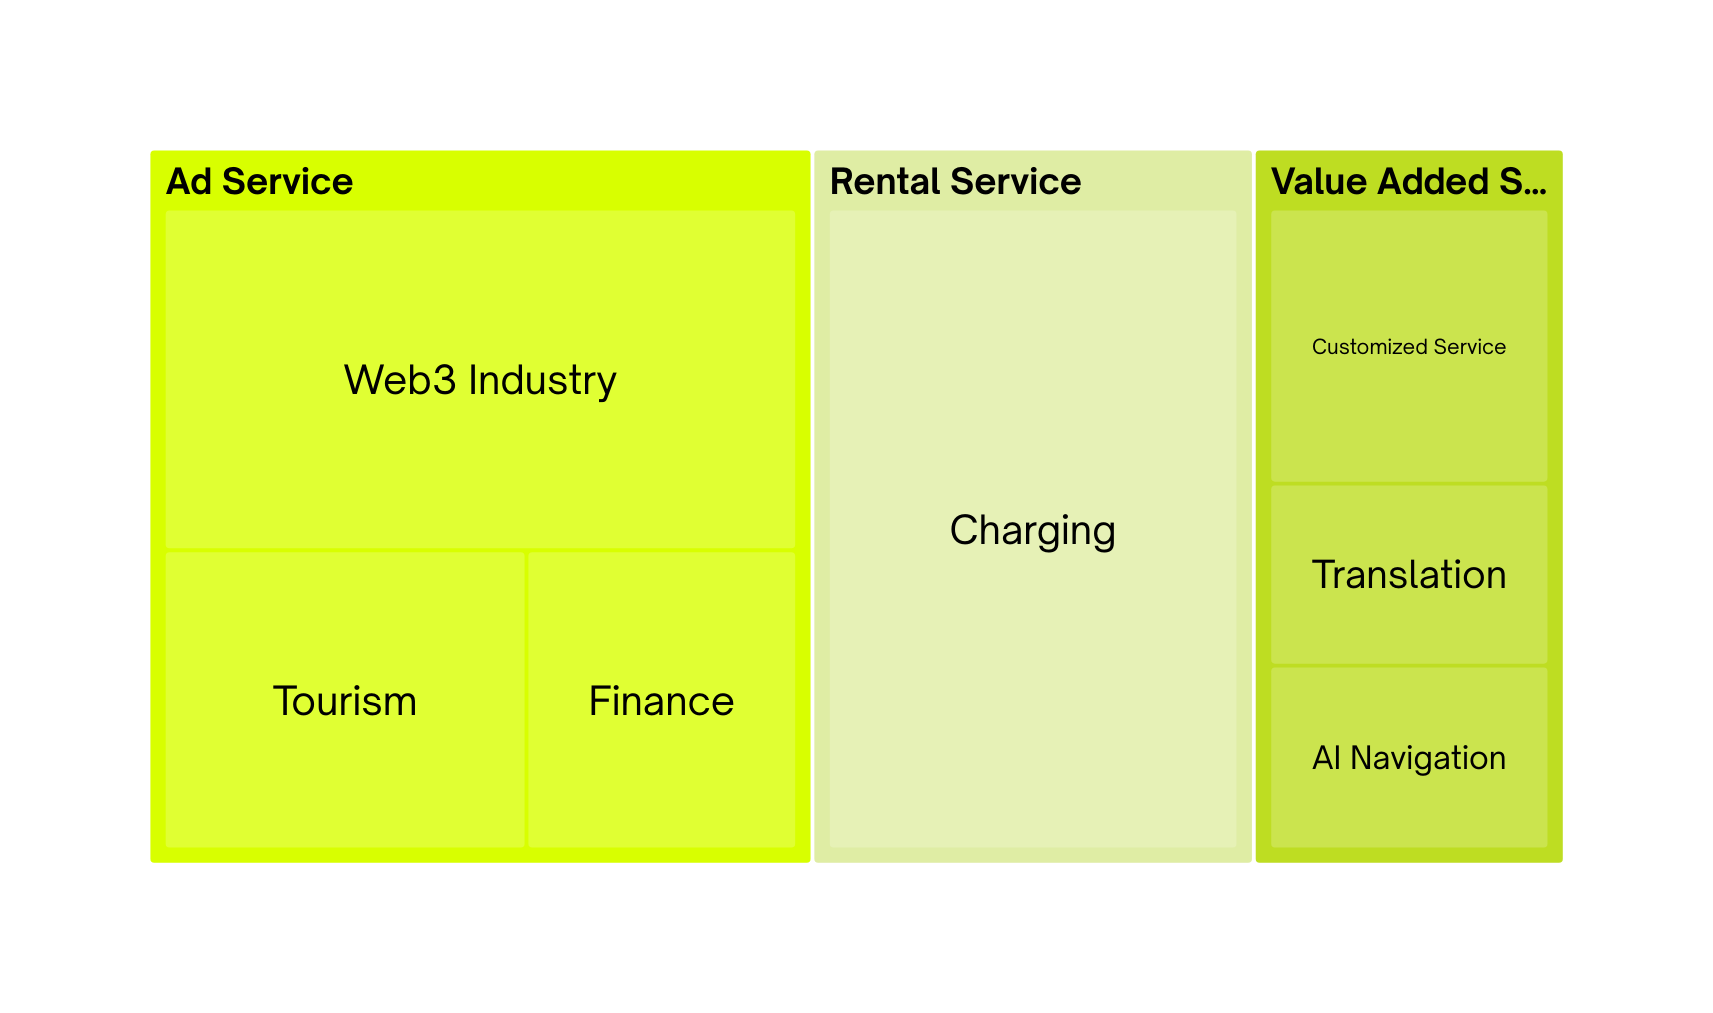 Ad Service
Web3 Industry
Tourism
Finance
Rental Service
Charging
Value Added S...
Customized Service
Translation
AI Navigation